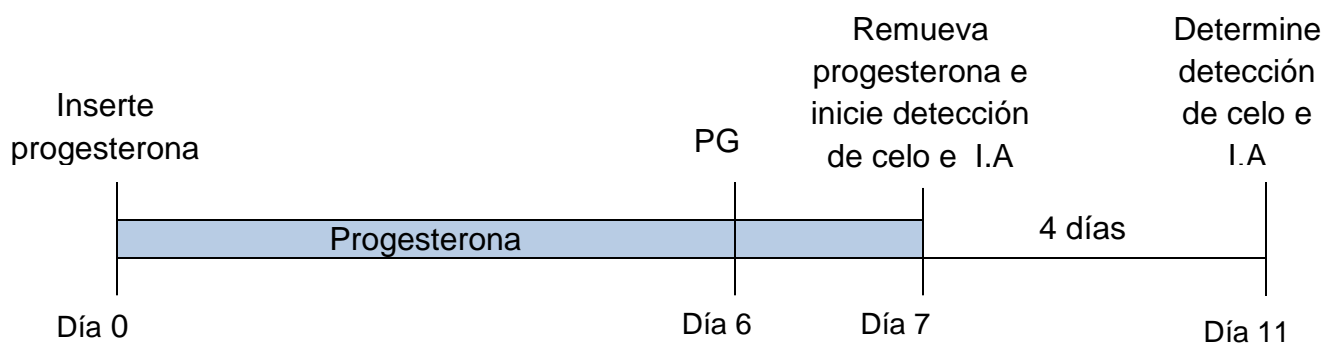 Inserte
progesterona
PG
Remueva
progesterona e
inicie detección
de celo e I.A
Determine
detección
de celo e
I.A
Progesterona
4 días
Día 0
Día 6
Día 7
Día 11